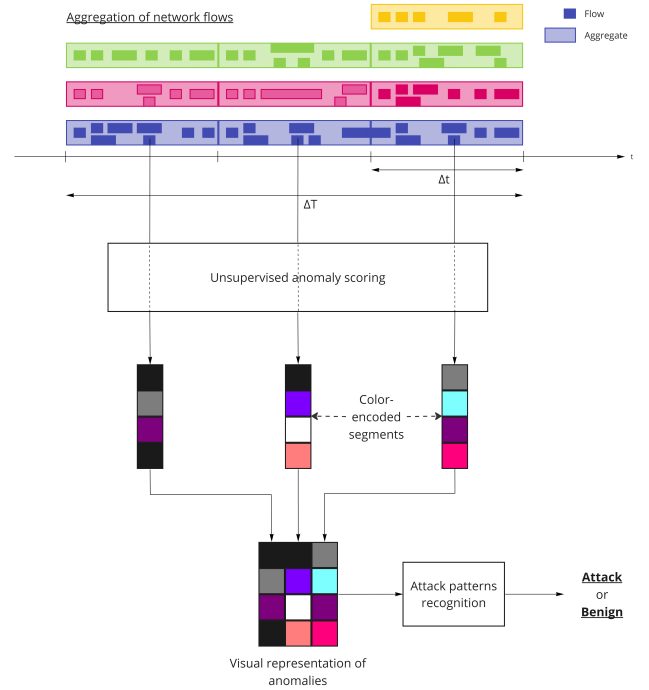 Aggregation of network flows
Flow
Aggregate
t
Δt
ΔT
Unsupervised anomaly scoring
Color-
encoded
segments
Attack patterns
recognition
Attack
or
Benign
Visual representation of
anomalies